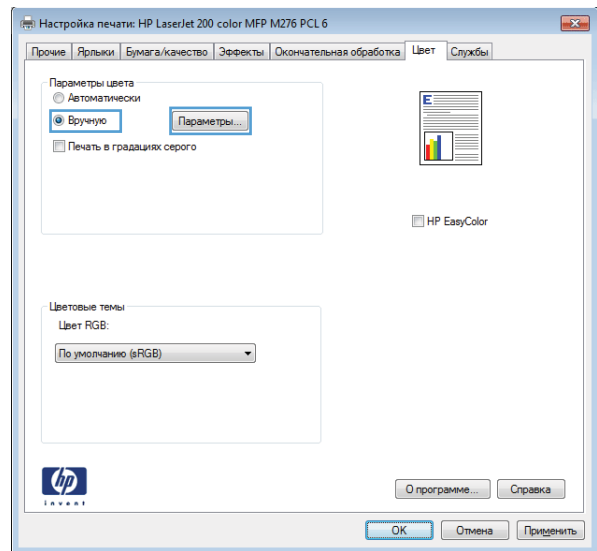 Настройка печати: HP LaserJet 200 color MFP M276 PCL 6
Прочие Ярлыки Бумага/качество Эффекты Окончательная обработка Цвет Службы
Параметры цвета
Автоматически
Вручную Параметры...
Печать в градациях серого
E
HP EasyColor
Цветовые темы
Цвет RGB:
По умолчанию (sRGB)
hp
invent
О программе... Справка
OK Отмена Применить